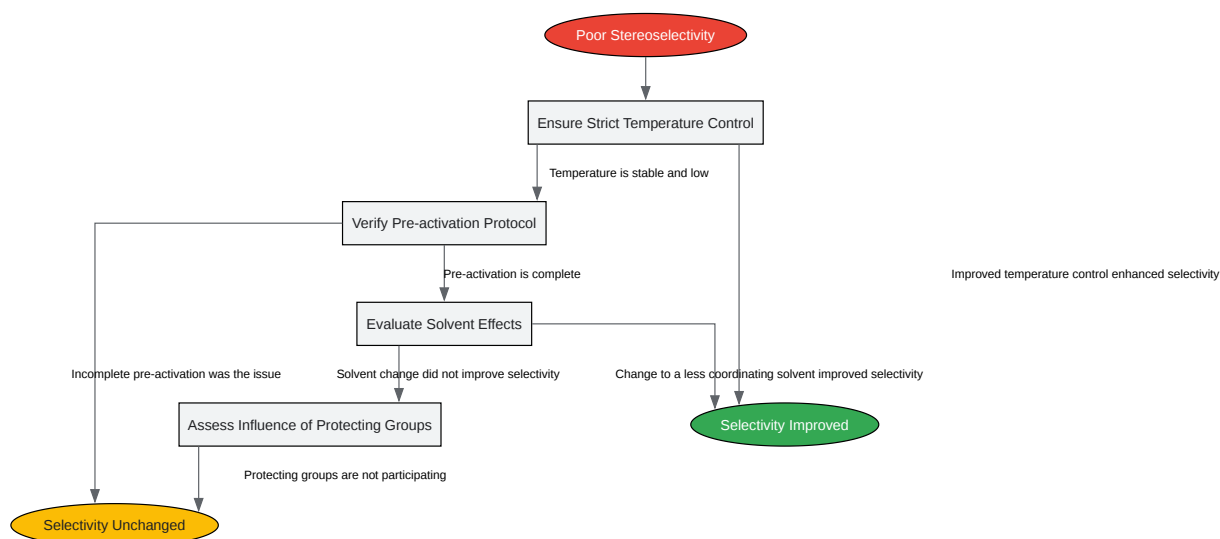 Poor Stereoselectivity
Ensure Strict Temperature Control
Temperature is stable and low
Verify Pre-activation Protocol
Pre-activation is complete
Improved temperature control enhanced selectivity
Evaluate Solvent Effects
Incomplete pre-activation was the issue
Solvent change did not improve selectivity
Change to a less coordinating solvent improved selectivity
Assess Influence of Protecting Groups
Selectivity Improved
Protecting groups are not participating
Selectivity Unchanged